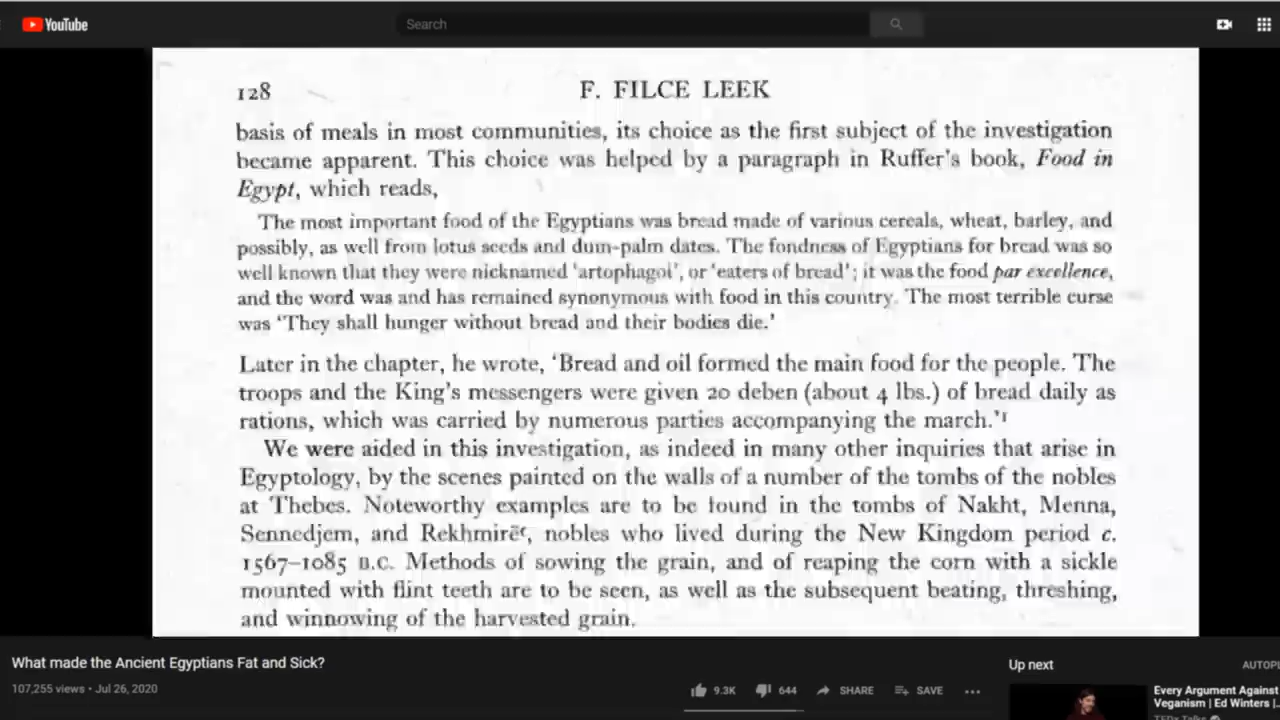 YouTube
Search
128
F. FILCE LEEK
basis of meals in most communities, its choice as the first subject of the investigation
became apparent. This choice was helped by a paragraph in Ruffer's book, Food in
Egypt, which reads,
The most important food of the Egyptians was bread made of various cereals, wheat, barley, and
possibly, as well from lotus seeds and dum-palm dates. The fondness of Egyptians for bread was so
well known that they were nicknamed 'artophagoi', or 'eaters of bread'; it was the food par excellence,
and the word was and has remained synonymous with food in this country. The most terrible curse
was 'They shall hunger without bread and their bodies die.'
Later in the chapter, he wrote, 'Bread and oil formed the main food for the people. The
troops and the King's messengers were given 20 deben (about 4 lbs.) of bread daily as
rations, which was carried by numerous parties accompanying the march.'¹
We were aided in this investigation, as indeed in many other inquiries that arise in
Egyptology, by the scenes painted on the walls of a number of the tombs of the nobles
at Thebes. Noteworthy examples are to be found in the tombs of Nakht, Menna,
Sennedjem, and Rekhmirēʿ, nobles who lived during the New Kingdom period c.
1567–1085 B.C. Methods of sowing the grain, and of reaping the corn with a sickle
mounted with flint teeth are to be seen, as well as the subsequent beating, threshing,
and winnowing of the harvested grain.
What made the Ancient Egyptians Fat and Sick?
107,255 views • Jul 26, 2020
9.3K
644
SHARE
SAVE
Up next
AUTOPL
Every Argument Against
Veganism | Ed Winters |
TEDx Talks